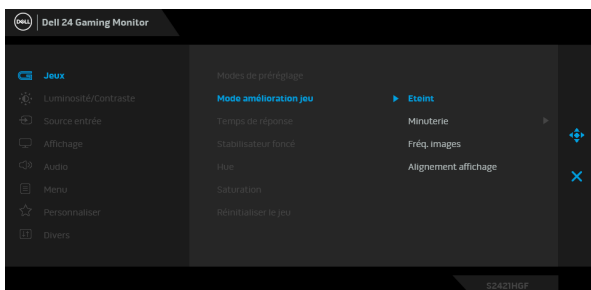 DELL Dell 24 Gaming Monitor
Jeux
Luminosité/Contraste
Source entrée
Affichage
Audio
Menu
Personnaliser
Divers
Modes de préréglage
Mode amélioration jeu
Temps de réponse
Stabilisateur foncé
Hue
Saturation
Réinitialiser le jeu
Eteint
Minuterie
Fréq. images
Alignement affichage
S2421HGF